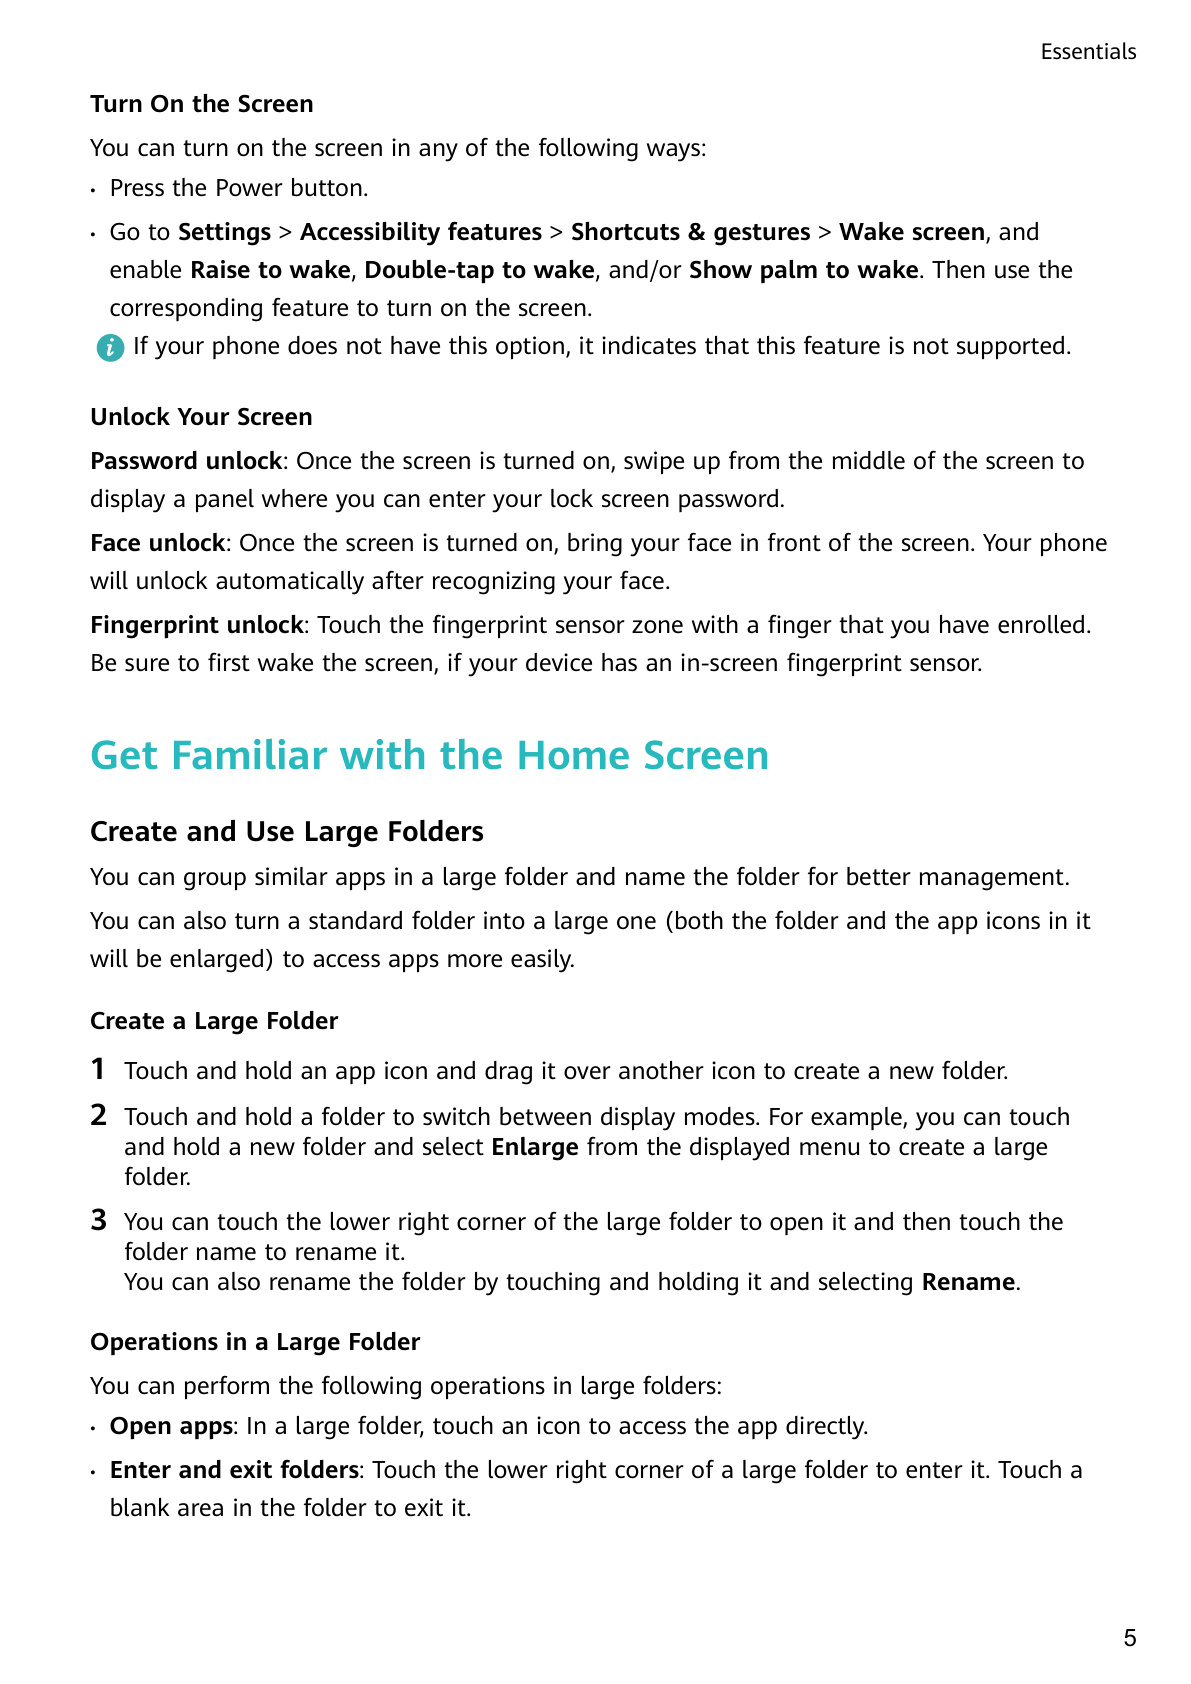 Essentials
Turn On the Screen
You can turn on the screen in any of the following ways:
• Press the Power button.
• Go to Settings > Accessibility features > Shortcuts & gestures > Wake screen, and
enable Raise to wake, Double-tap to wake, and/or Show palm to wake. Then use the
corresponding feature to turn on the screen.
i If your phone does not have this option, it indicates that this feature is not supported.
Unlock Your Screen
Password unlock: Once the screen is turned on, swipe up from the middle of the screen to
display a panel where you can enter your lock screen password.
Face unlock: Once the screen is turned on, bring your face in front of the screen. Your phone
will unlock automatically after recognizing your face.
Fingerprint unlock: Touch the fingerprint sensor zone with a finger that you have enrolled.
Be sure to first wake the screen, if your device has an in-screen fingerprint sensor.
Get Familiar with the Home Screen
Create and Use Large Folders
You can group similar apps in a large folder and name the folder for better management.
You can also turn a standard folder into a large one (both the folder and the app icons in it
will be enlarged) to access apps more easily.
Create a Large Folder
1 Touch and hold an app icon and drag it over another icon to create a new folder.
2 Touch and hold a folder to switch between display modes. For example, you can touch
and hold a new folder and select Enlarge from the displayed menu to create a large
folder.
3 You can touch the lower right corner of the large folder to open it and then touch the
folder name to rename it.
You can also rename the folder by touching and holding it and selecting Rename.
Operations in a Large Folder
You can perform the following operations in large folders:
• Open apps: In a large folder, touch an icon to access the app directly.
• Enter and exit folders: Touch the lower right corner of a large folder to enter it. Touch a
blank area in the folder to exit it.
5